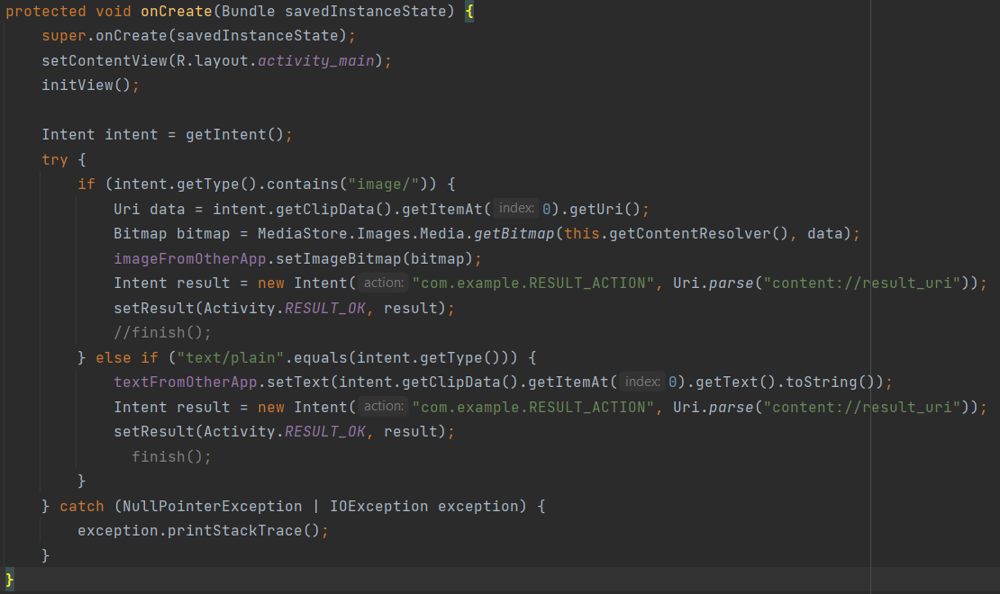 protected void onCreate(Bundle savedInstanceState) {
    super.onCreate(savedInstanceState);
    setContentView(R.layout.activity_main);
    initView();

    Intent intent = getIntent();
    try {
        if (intent.getType().contains("image/")) {
            Uri data = intent.getClipData().getItemAt( index: 0).getUri();
            Bitmap bitmap = MediaStore.Images.Media.getBitmap(this.getContentResolver(), data);
            imageFromOtherApp.setImageBitmap(bitmap);
            Intent result = new Intent( action: "com.example.RESULT_ACTION", Uri.parse("content://result_uri"));
            setResult(Activity.RESULT_OK, result);
            //finish();
        } else if ("text/plain".equals(intent.getType())) {
            textFromOtherApp.setText(intent.getClipData().getItemAt( index: 0).getText().toString());
            Intent result = new Intent( action: "com.example.RESULT_ACTION", Uri.parse("content://result_uri"));
            setResult(Activity.RESULT_OK, result);
              finish();
        }
    } catch (NullPointerException | IOException exception) {
        exception.printStackTrace();
    }
}